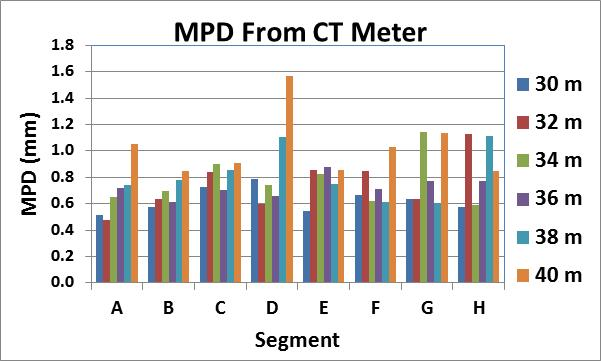 MPD From CT Meter
MPD (mm)
1.8
1.6
1.4
1.2
1.0
0.8
0.6
0.4
0.2
0.0
A B C D E F G H
Segment
30 m
32 m
34 m
36 m
38 m
40 m